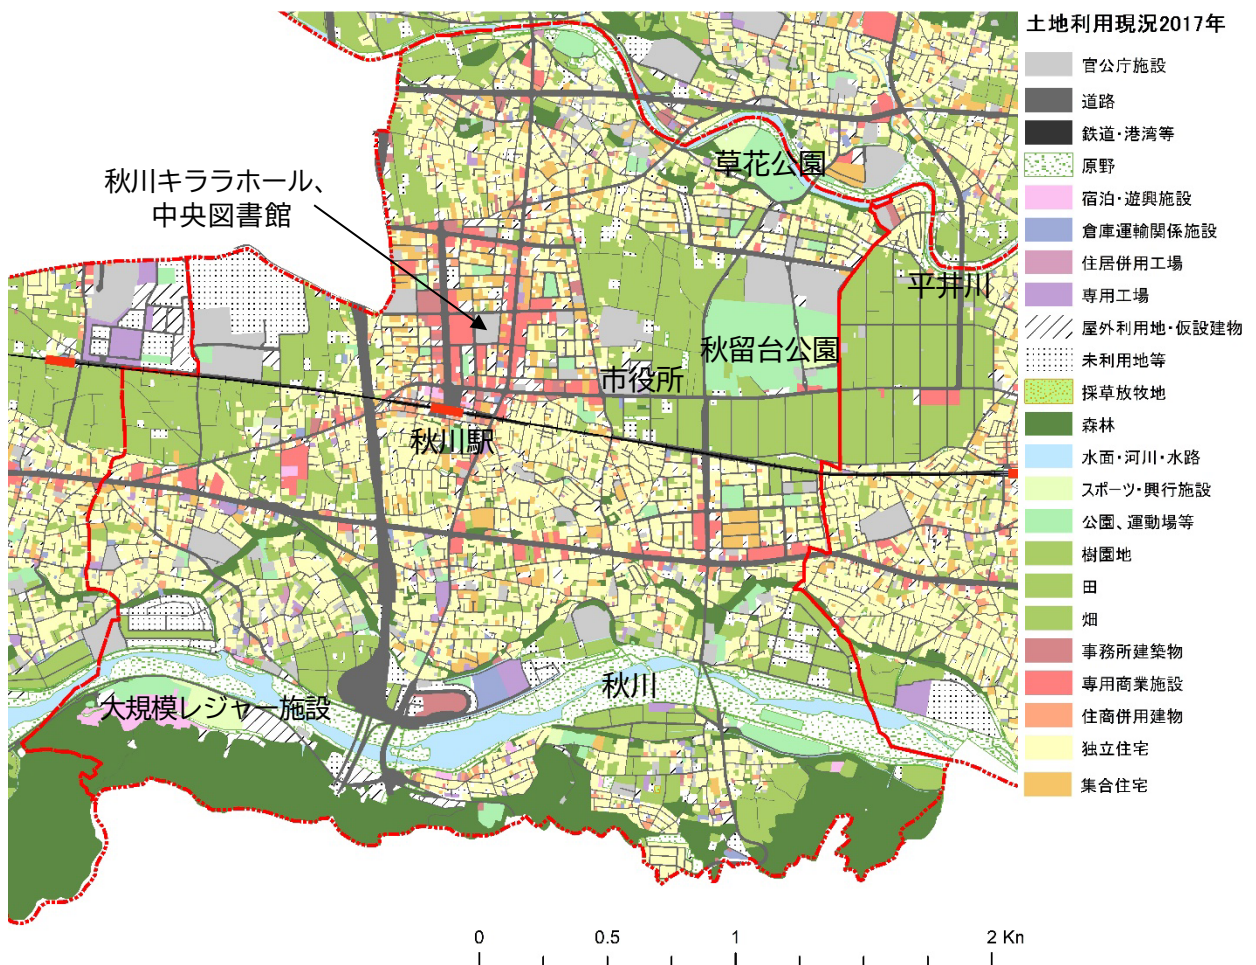 土地利用現況2017年
官公庁施設
道路
鉄道・港湾等
原野
宿泊・遊興施設
倉庫運輸関係施設
住居併用工場
専用工場
屋外利用地・仮設建物
未利用地等
採草放牧地
森林
水面・河川・水路
スポーツ・興行施設
公園、運動場等
樹園地
田
畑
事務所建築物
専用商業施設
住商併用建物
独立住宅
集合住宅
草花公園
秋川キララホール、
中央図書館
平井川
秋留台公園
市役所
秋川駅
秋川
大規模レジャー施設
0 0.5 1 2 Kn